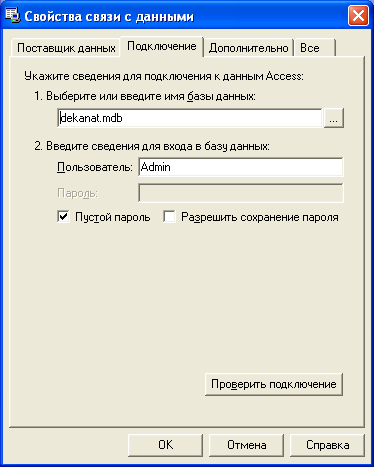 Свойства связи с данными
Поставщик данных Подключение Дополнительно Все
Укажите сведения для подключения к данным Access:
1. Выберите или введите имя базы данных:
dekanat.mdb ...
2. Введите сведения для входа в базу данных:
Пользователь: Admin
Пароль:
Пустой пароль Разрешить сохранение пароля
Проверить подключение
ОК Отмена Справка